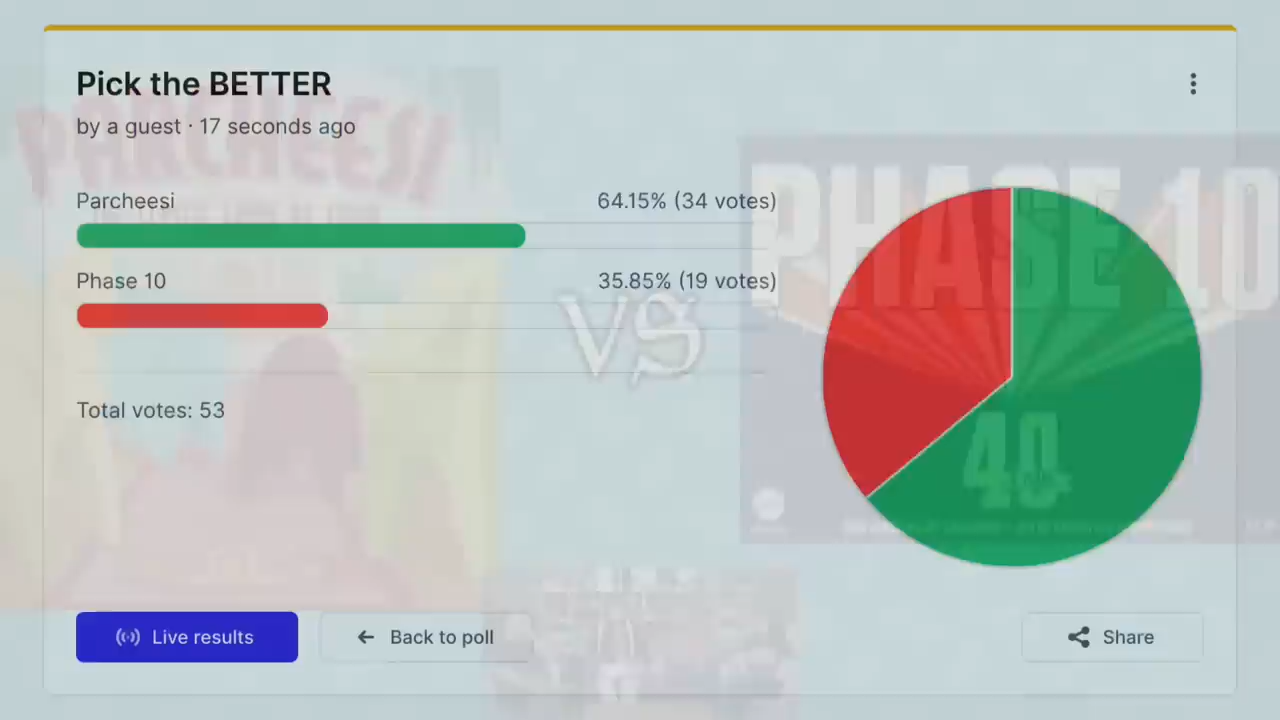 Pick the BETTER
by a guest · 17 seconds ago
PARCHEESI
PHASE 10
Parcheesi
64.15% (34 votes)
Phase 10
35.85% (19 votes)
VS
Total votes: 53
40
Live results
Back to poll
Share